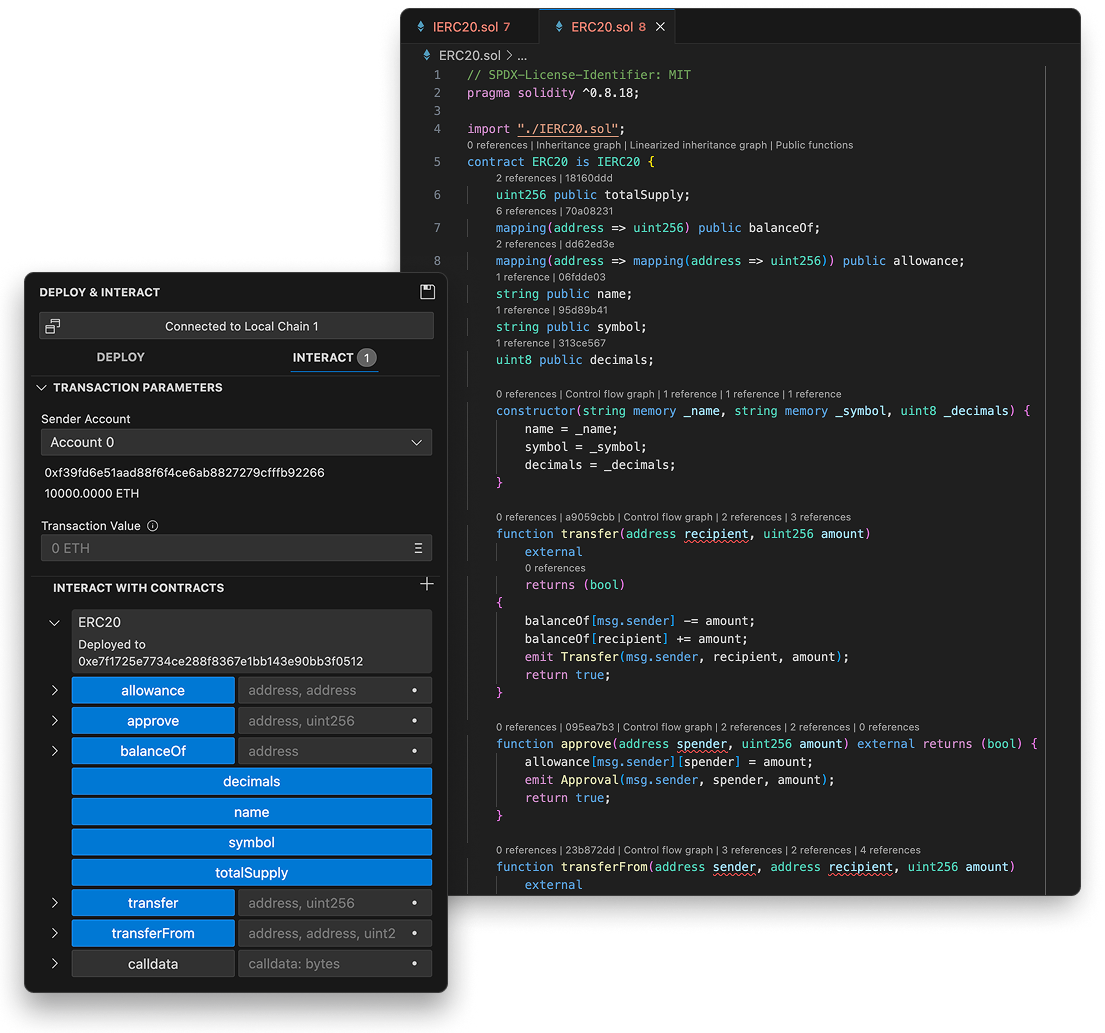 IERC20.sol 7
ERC20.sol 8
ERC20.sol > ...
1 // SPDX-License-Identifier: MIT
2 pragma solidity ^0.8.18;
3
4 import "./IERC20.sol";
0 references | Inheritance graph | Linearized inheritance graph | Public functions
5 contract ERC20 is IERC20 {
2 references | 18160ddd
6 uint256 public totalSupply;
6 references | 70a08231
7 mapping(address => uint256) public balanceOf;
2 references | dd62ed3e
8 mapping(address => mapping(address => uint256)) public allowance;
1 reference | 06fdde03
string public name;
1 reference | 95d89b41
string public symbol;
1 reference | 313ce567
uint8 public decimals;
0 references | Control flow graph | 1 reference | 1 reference | 1 reference
constructor(string memory _name, string memory _symbol, uint8 _decimals) {
name = _name;
symbol = _symbol;
decimals = _decimals;
}
0 references | a9059cbb | Control flow graph | 2 references | 3 references
function transfer(address recipient, uint256 amount)
external
0 references
returns (bool)
{
balanceOf[msg.sender] -= amount;
balanceOf[recipient] += amount;
emit Transfer(msg.sender, recipient, amount);
return true;
}
0 references | 095ea7b3 | Control flow graph | 2 references | 2 references | 0 references
function approve(address spender, uint256 amount) external returns (bool) {
allowance[msg.sender][spender] = amount;
emit Approval(msg.sender, spender, amount);
return true;
}
0 references | 23b872dd | Control flow graph | 3 references | 2 references | 4 references
function transferFrom(address sender, address recipient, uint256 amount)
external
DEPLOY & INTERACT
Connected to Local Chain 1
DEPLOY
INTERACT 1
TRANSACTION PARAMETERS
Sender Account
Account 0
0xf39fd6e51aad88f6f4ce6ab8827279cfffb92266
10000.0000 ETH
Transaction Value
0 ETH
INTERACT WITH CONTRACTS
ERC20
Deployed to
0xe7f1725e7734ce288f8367e1bb143e90bb3f0512
allowance address, address
approve address, uint256
balanceOf address
decimals
name
symbol
totalSupply
transfer address, uint256
transferFrom address, address, uint2
calldata calldata: bytes